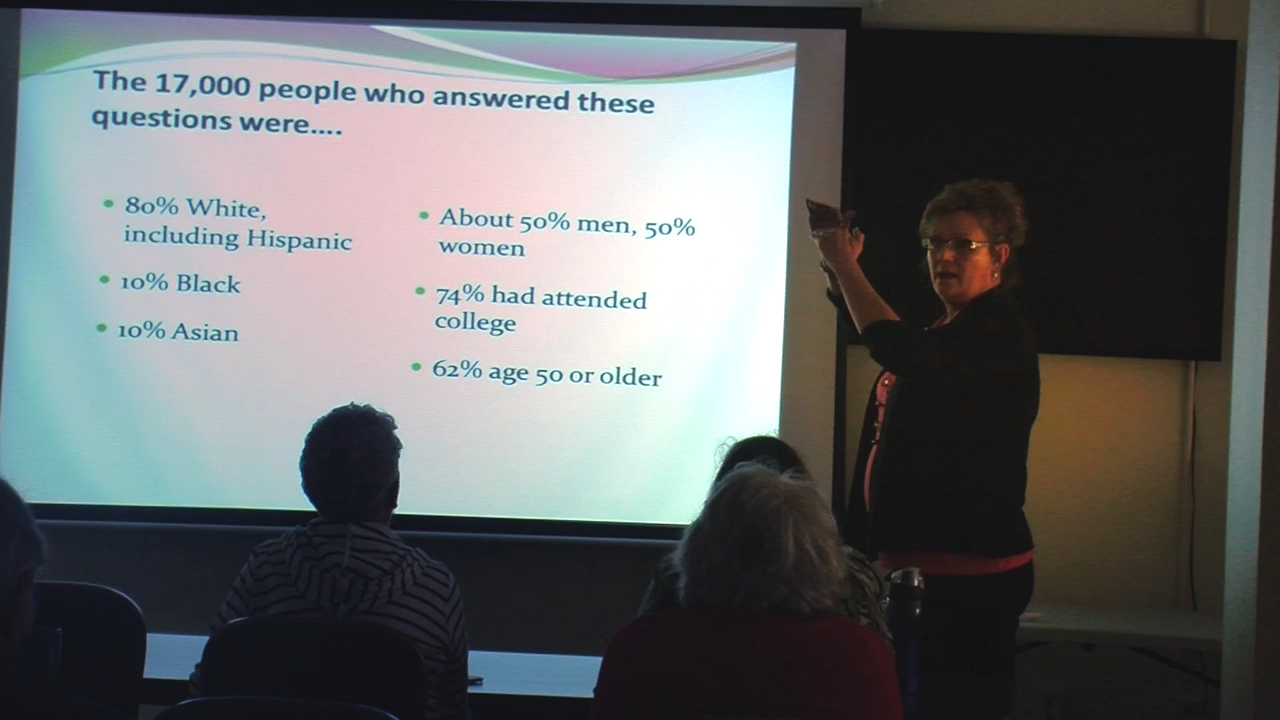 The 17,000 people who answered these
questions were....
• 80% White,
including Hispanic
• 10% Black
• 10% Asian
• About 50% men, 50%
women
• 74% had attended
college
• 62% age 50 or older